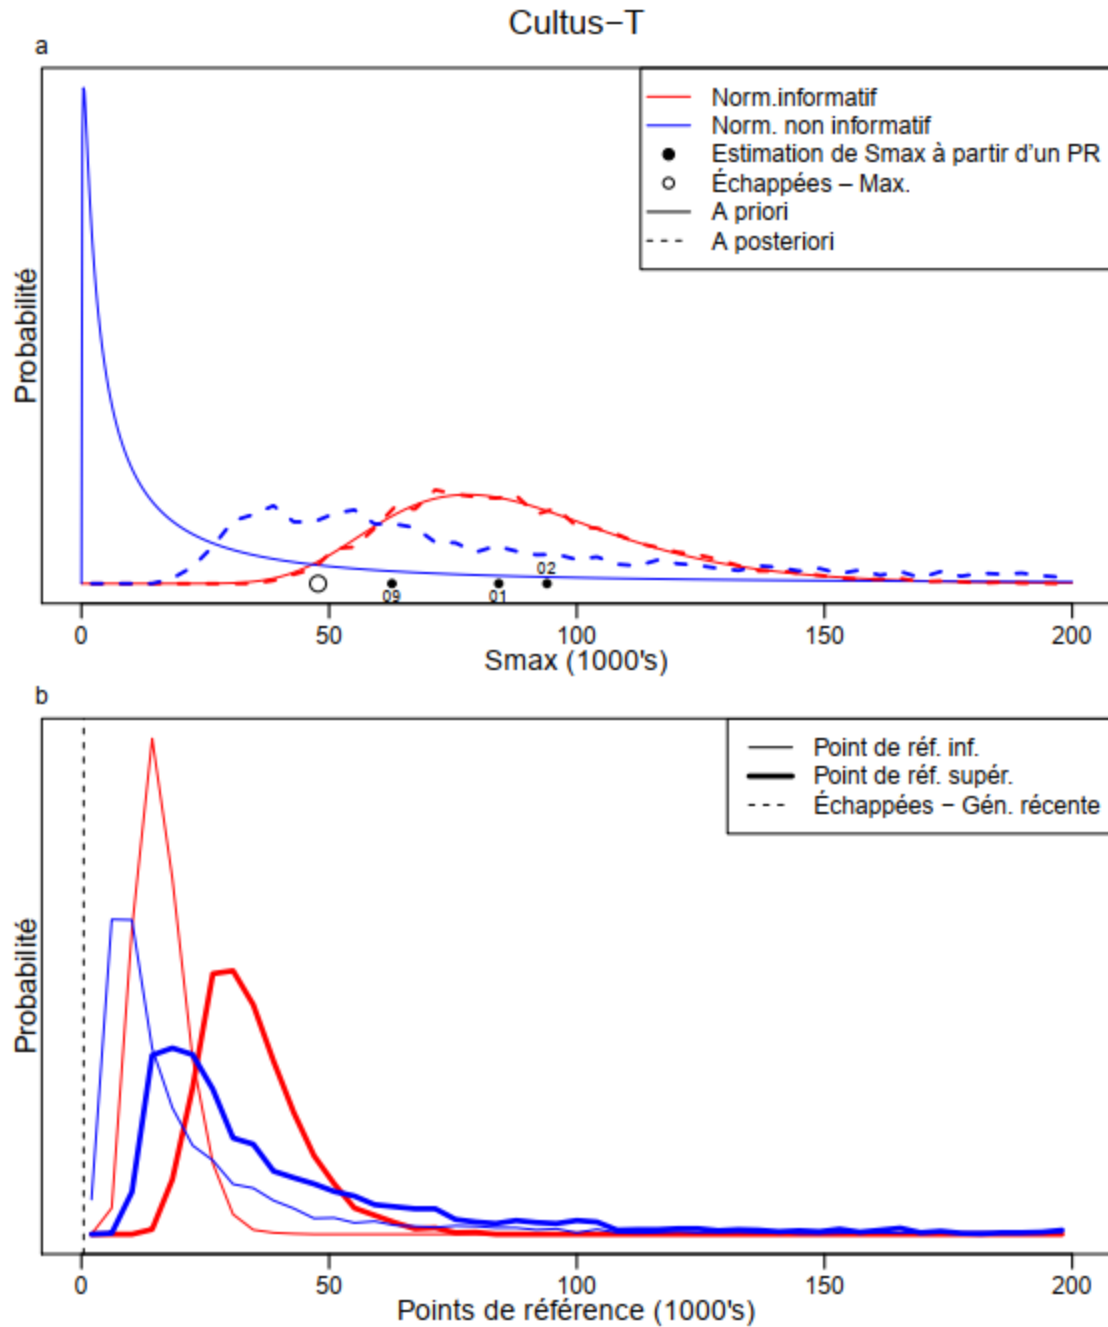 Cultus−T
a
Norm.informatif
Norm. non informatif
Estimation de Smax à partir d'un PR
Échappées − Max.
A priori
A posteriori
Probabilité
02
09 01
0 50 100 150 200
Smax (1000's)
b
Point de réf. inf.
Point de réf. supér.
Échappées − Gén. récente
Probabilité
0 50 100 150 200
Points de référence (1000's)